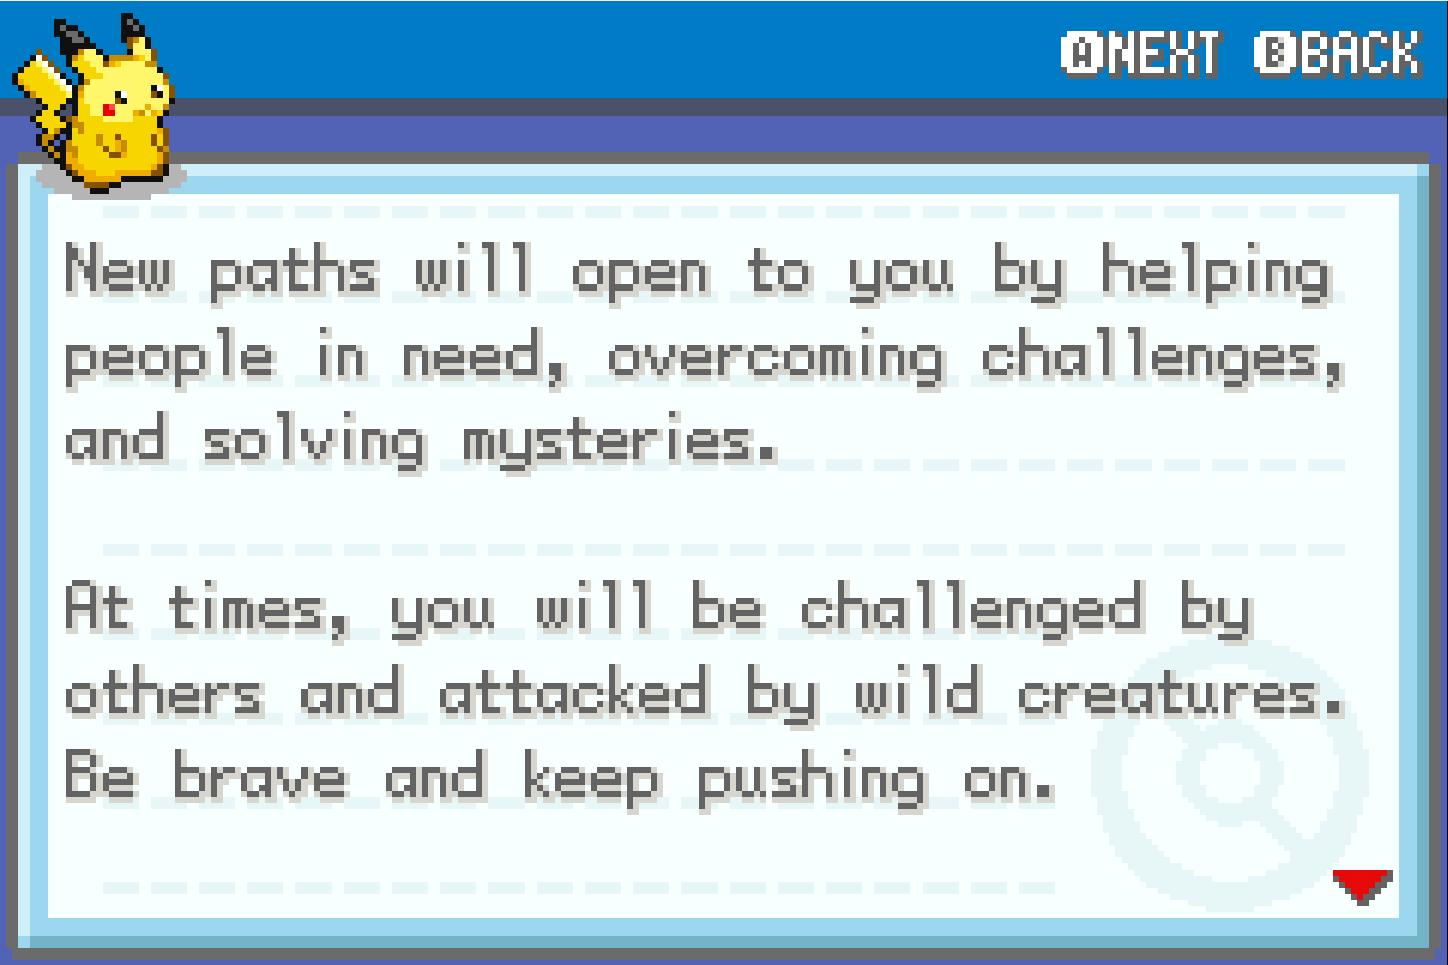 ⒶNEXT ⒷBACK
New paths will open to you by helping
people in need, overcoming challenges,
and solving mysteries.
At times, you will be challenged by
others and attacked by wild creatures.
Be brave and keep pushing on.